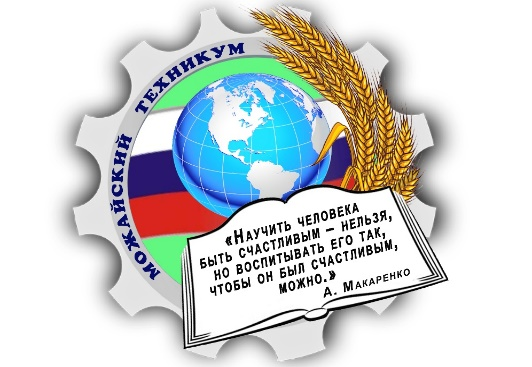 МОЖАЙСКИЙ ТЕХНИКУМ
«НАУЧИТЬ ЧЕЛОВЕКА
БЫТЬ СЧАСТЛИВЫМ – НЕЛЬЗЯ,
НО ВОСПИТЫВАТЬ ЕГО ТАК,
ЧТОБЫ ОН БЫЛ СЧАСТЛИВЫМ,
МОЖНО.»
А. МАКАРЕНКО